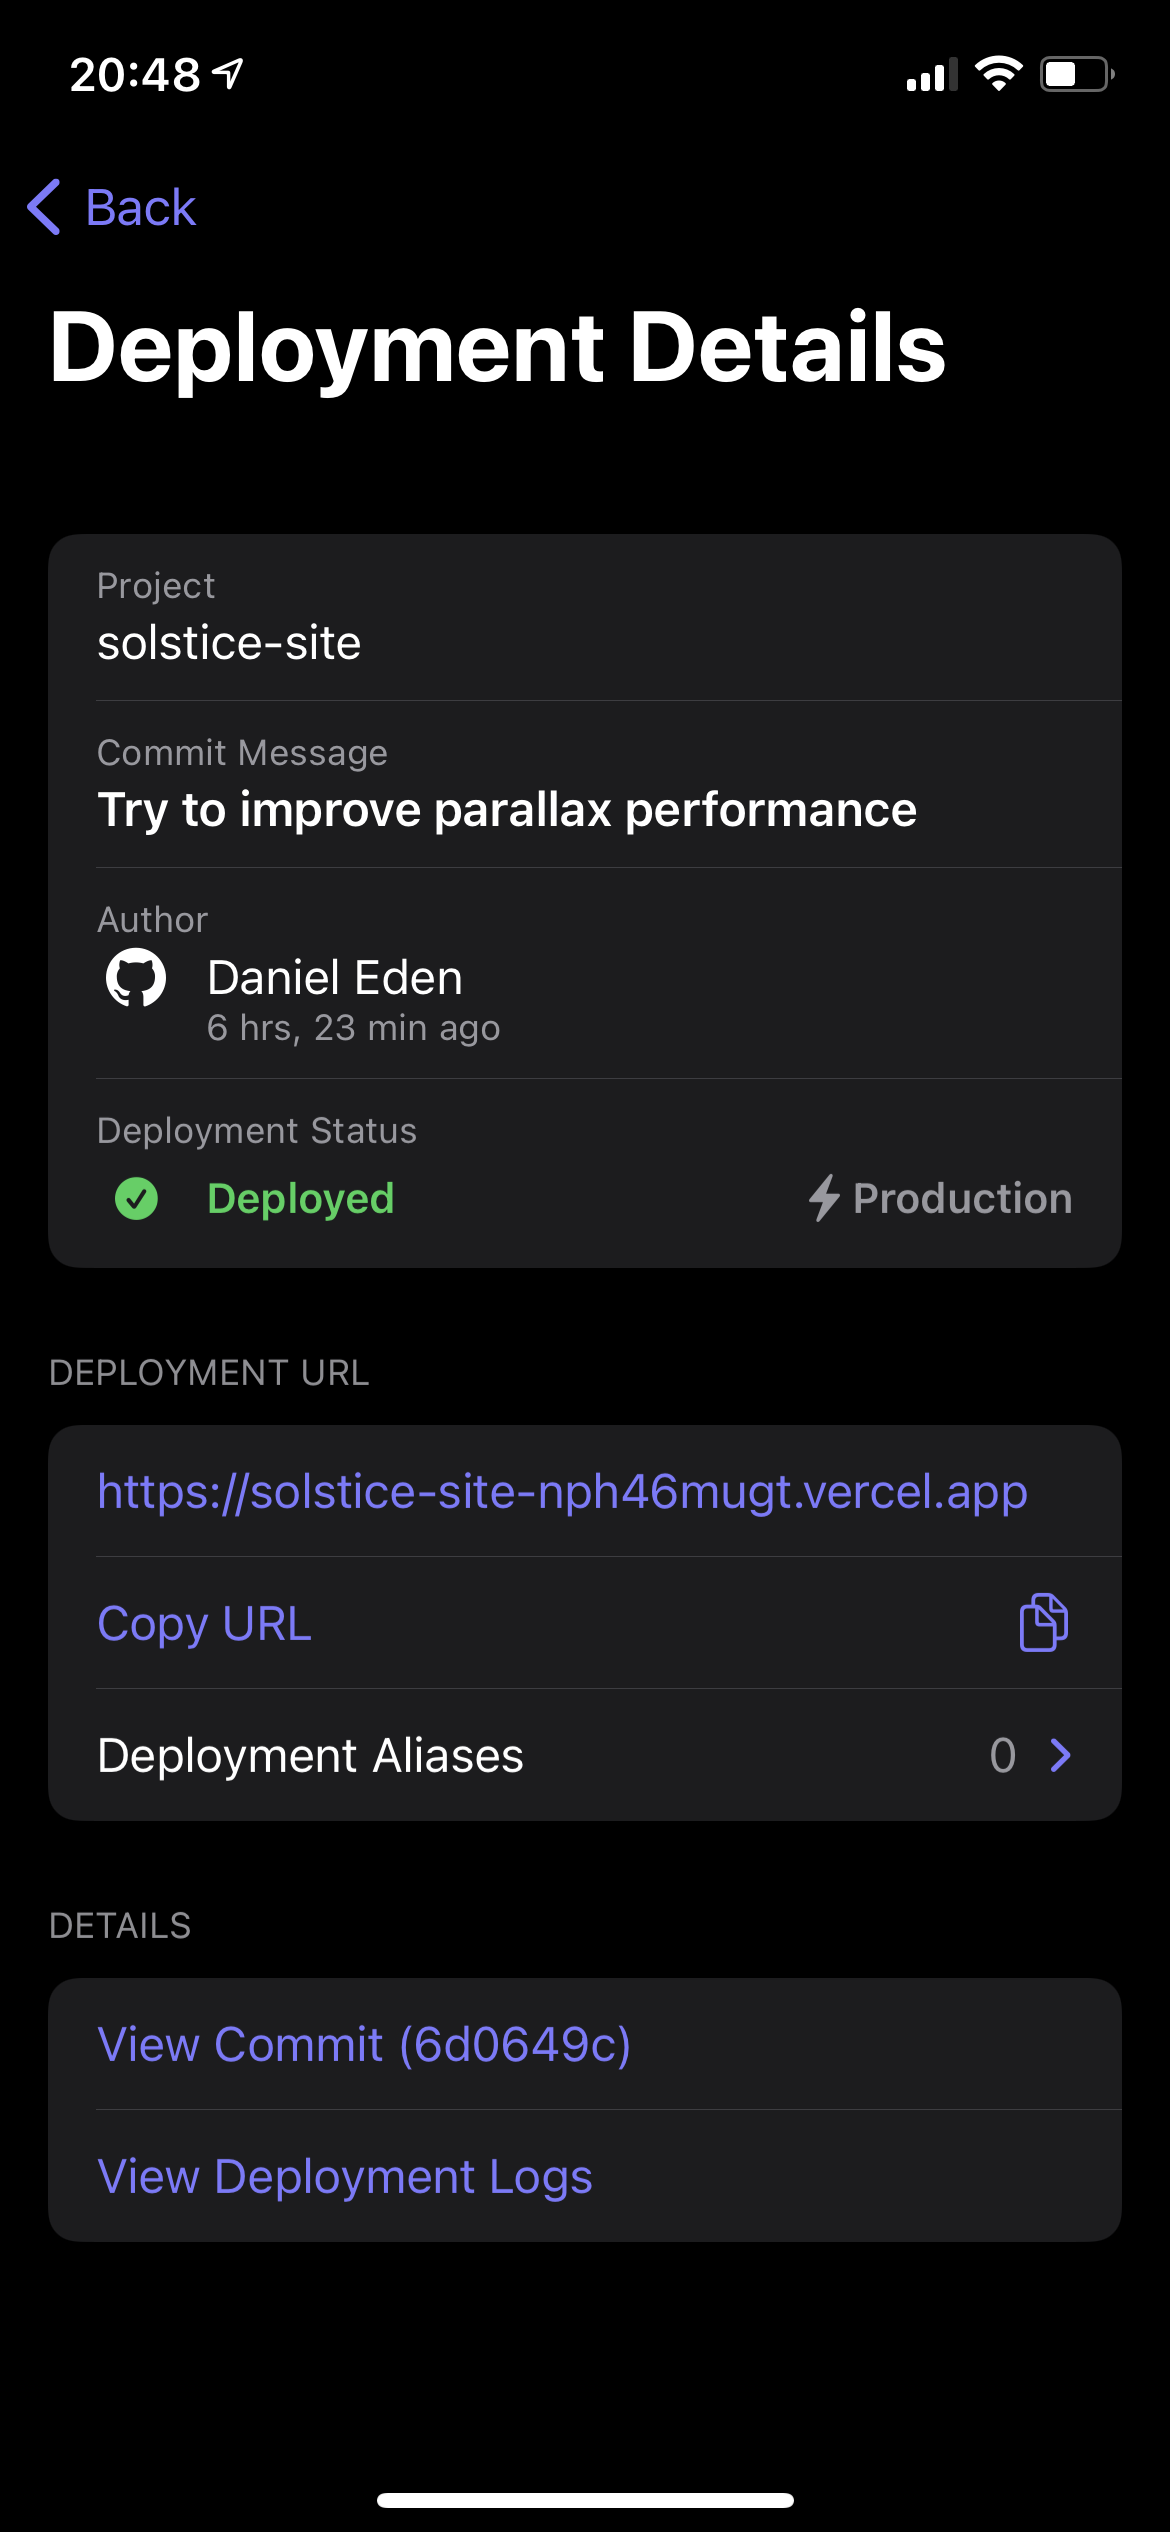 20:48
Back
Deployment Details
Project
solstice-site
Commit Message
Try to improve parallax performance
Author
Daniel Eden
6 hrs, 23 min ago
Deployment Status
Deployed Production
DEPLOYMENT URL
https://solstice-site-nph46mugt.vercel.app
Copy URL
Deployment Aliases 0
DETAILS
View Commit (6d0649c)
View Deployment Logs